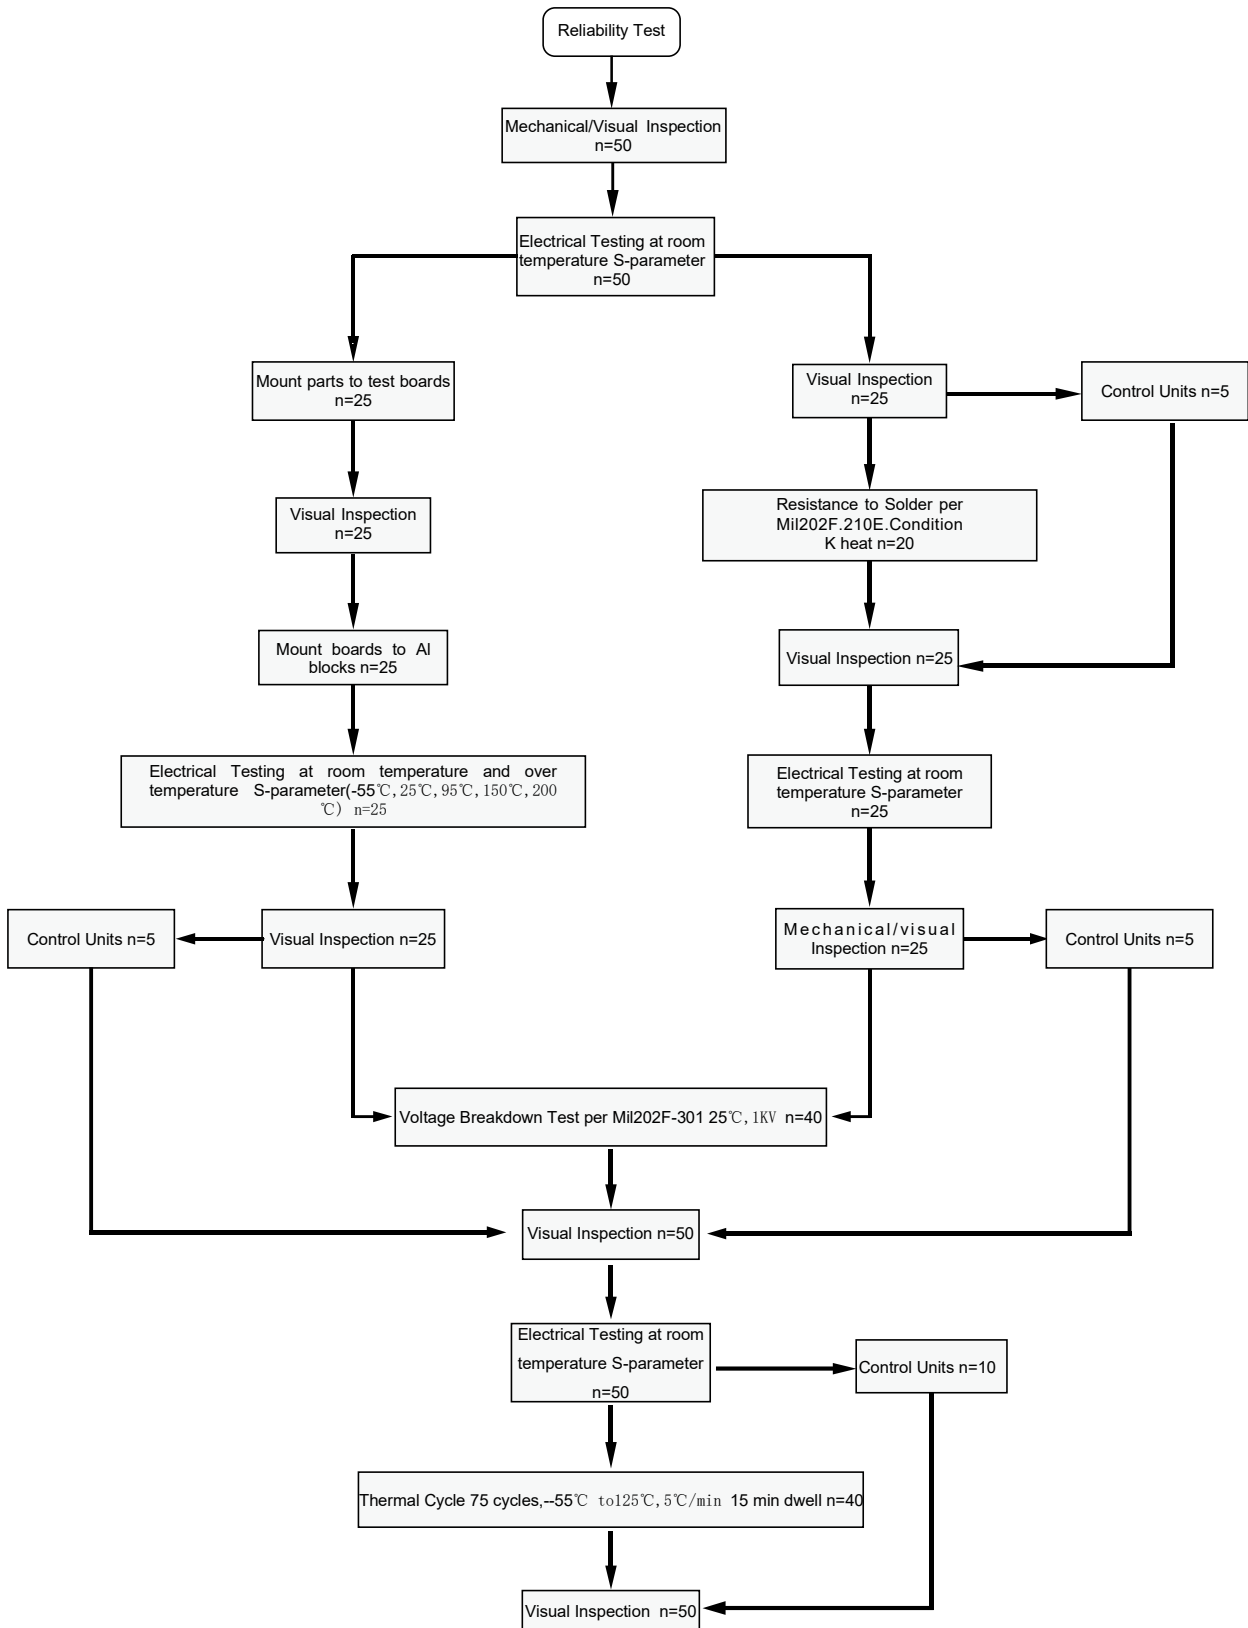 Reliability Test
Mechanical/Visual Inspection
n=50
Electrical Testing at room
temperature S-parameter
n=50
Mount parts to test boards
n=25
Visual Inspection
n=25
Control Units n=5
Visual Inspection
n=25
Resistance to Solder per
Mil202F.210E.Condition
K heat n=20
Mount boards to Al
blocks n=25
Visual Inspection n=25
Electrical Testing at room temperature and over
temperature S-parameter(-55℃,25℃,95℃,150℃,200
℃) n=25
Electrical Testing at room
temperature S-parameter
n=25
Control Units n=5
Visual Inspection n=25
Mechanical/visual
Inspection n=25
Control Units n=5
Voltage Breakdown Test per Mil202F-301 25℃,1KV n=40
Visual Inspection n=50
Electrical Testing at room
temperature S-parameter
n=50
Control Units n=10
Thermal Cycle 75 cycles,--55℃ to125℃,5℃/min 15 min dwell n=40
Visual Inspection n=50